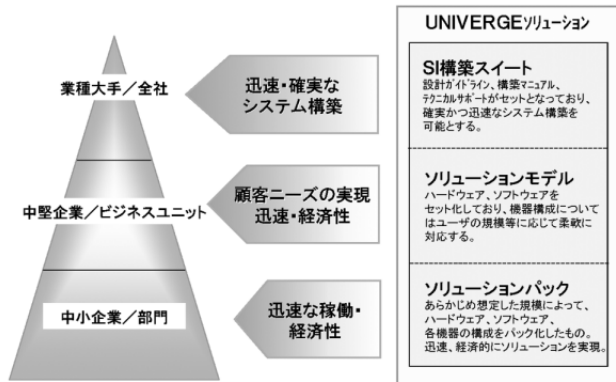 UNIVERGEソリューション
業種大手／全社
迅速・確実な
システム構築
SI構築スイート
設計ガイドライン、構築マニュアル、
テクニカルサポートがセットとなっており、
確実かつ迅速なシステム構築を
可能とする。
中堅企業／ビジネスユニット
顧客ニーズの実現
迅速・経済性
ソリューションモデル
ハードウェア、ソフトウェアを
セット化しており、機器構成について
はユーザの規模等に応じて柔軟に
対応する。
中小企業／部門
迅速な稼働・
経済性
ソリューションパック
あらかじめ想定した規模によって、
ハードウェア、ソフトウェア、
各機器の構成をパック化したもの。
迅速、経済的にソリューションを実現。